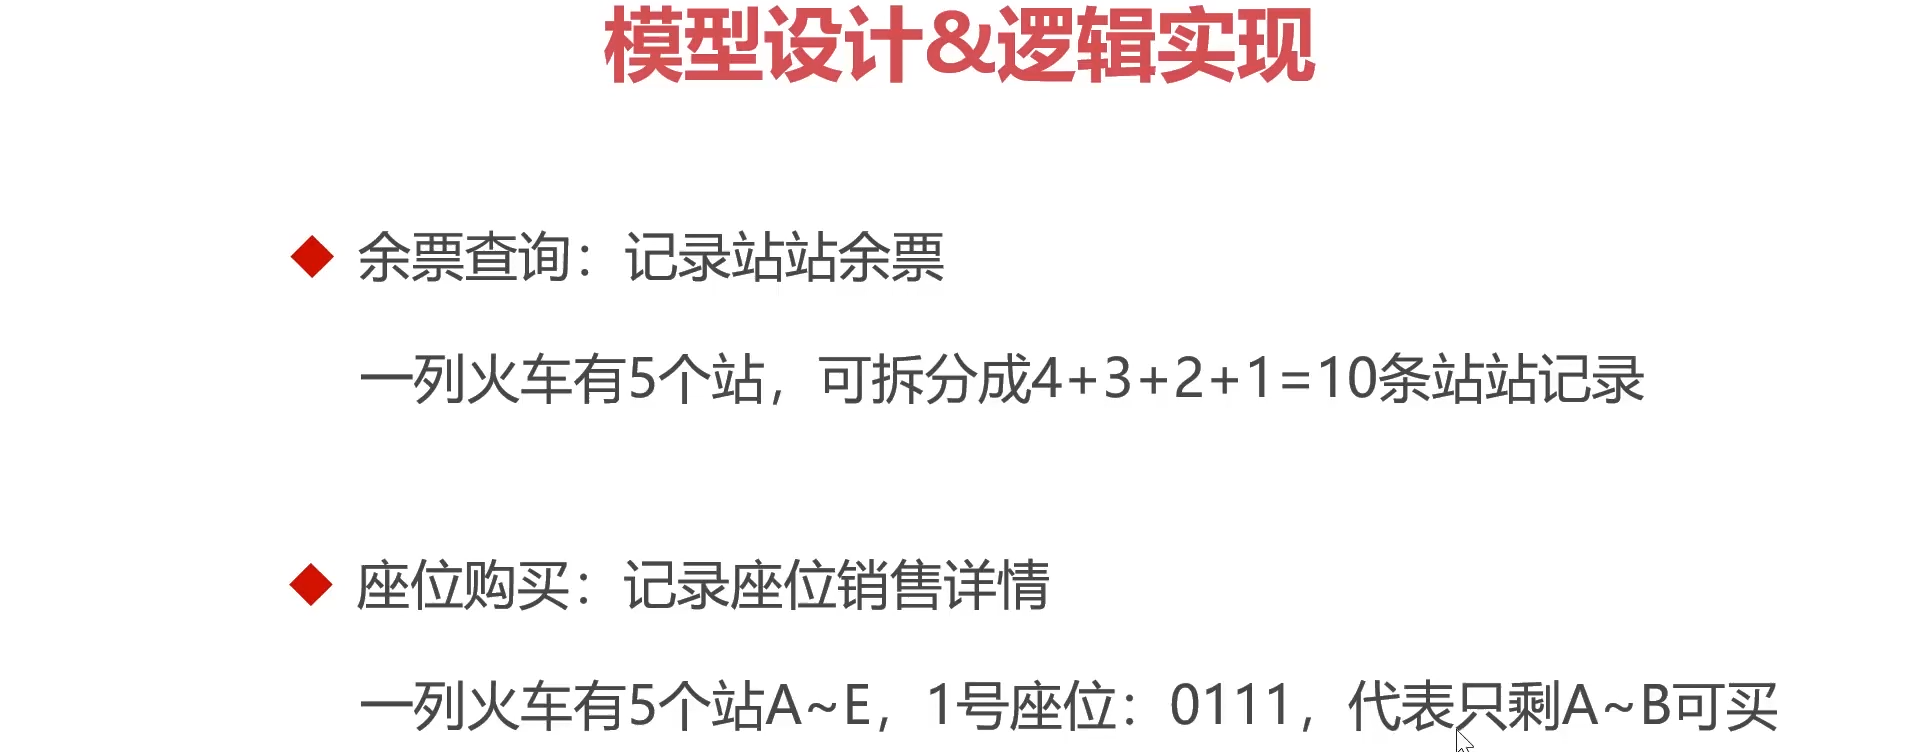 模型设计&逻辑实现
余票查询：记录站站余票
一列火车有5个站，可拆分成4+3+2+1=10条站站记录
座位购买：记录座位销售详情
一列火车有5个站A~E，1号座位：0111，代表只剩A~B可买